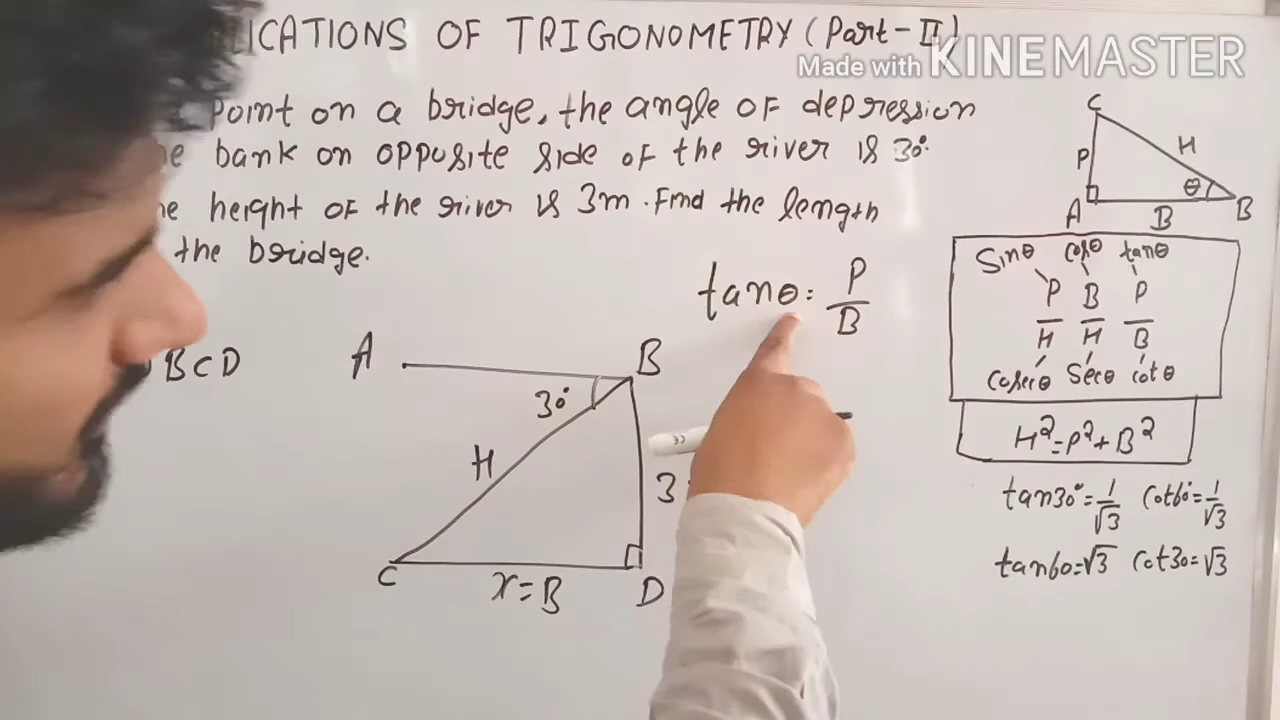 LICATIONS OF TRIGONOMETRY (Part-II)
Made with KINEMASTER
Point on a bridge, the angle of depression
bank on opposite side of the river is 30°.
height of the river is 3m. Find the length
the bridge.
BCD
tanθ = P/B
A
B
30°
H
3
C
x=B
D
C
P
H
θ
A
B
B
Sinθ cosθ tanθ
P B P
H H B
Cosecθ Secθ cotθ
H²=P²+B²
tan30°=1/√3 Cot60°=1/√3
tan60=√3 Cot30=√3